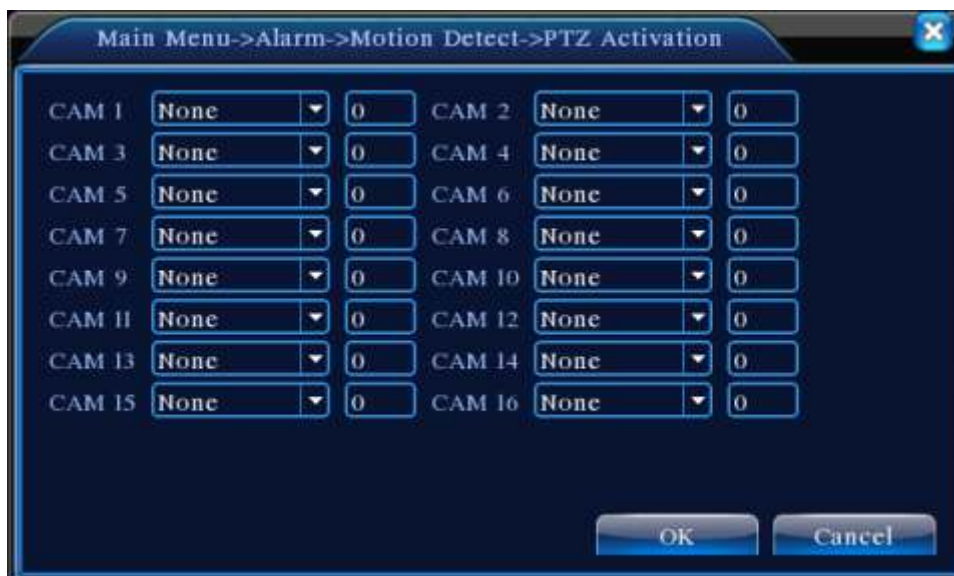 Main Menu->Alarm->Motion Detect->PTZ Activation
CAM 1 None 0 CAM 2 None 0
CAM 3 None 0 CAM 4 None 0
CAM 5 None 0 CAM 6 None 0
CAM 7 None 0 CAM 8 None 0
CAM 9 None 0 CAM 10 None 0
CAM 11 None 0 CAM 12 None 0
CAM 13 None 0 CAM 14 None 0
CAM 15 None 0 CAM 16 None 0
OK Cancel